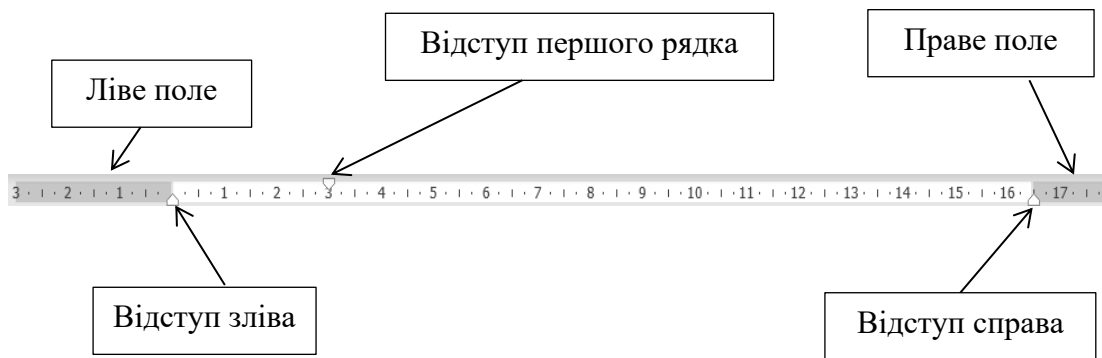 Відступ першого рядка
Праве поле
Ліве поле
3 2 1 1 2 3 4 5 6 7 8 9 10 11 12 13 14 15 16 17
Відступ зліва
Відступ справа